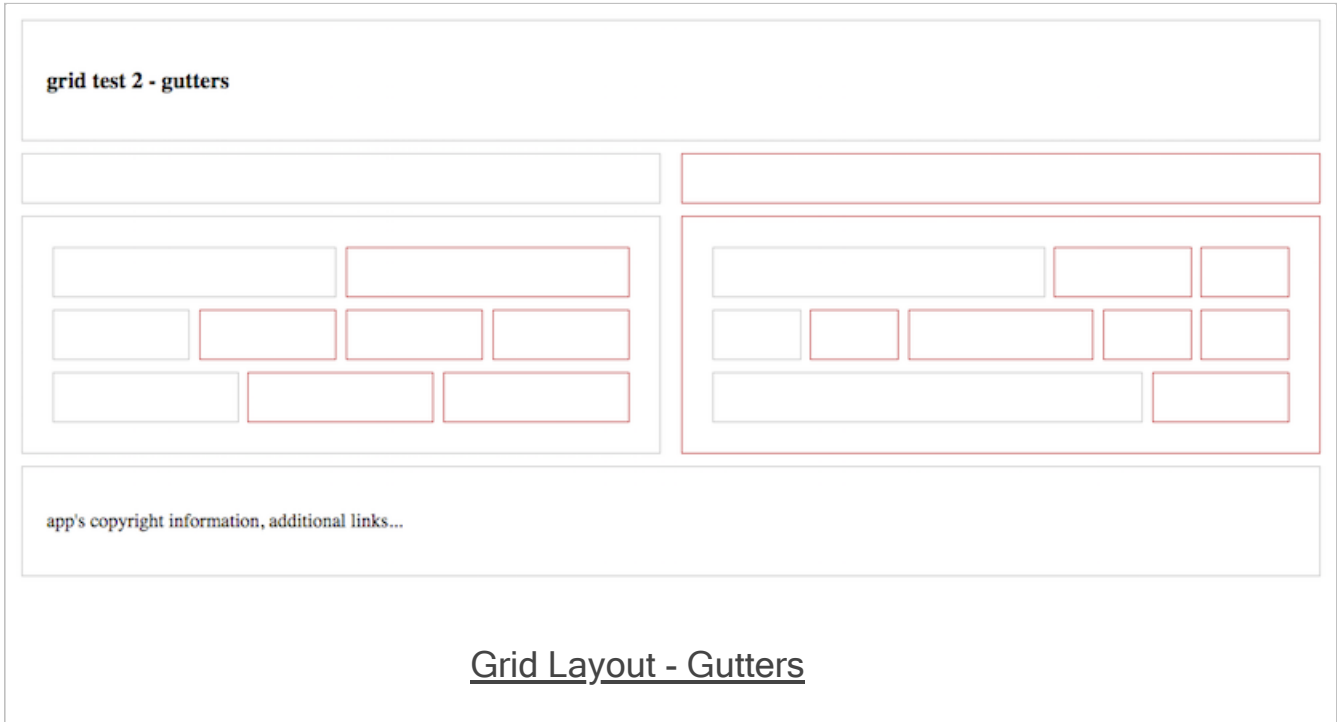 grid test 2 - gutters
app's copyright information, additional links...
Grid Layout - Gutters